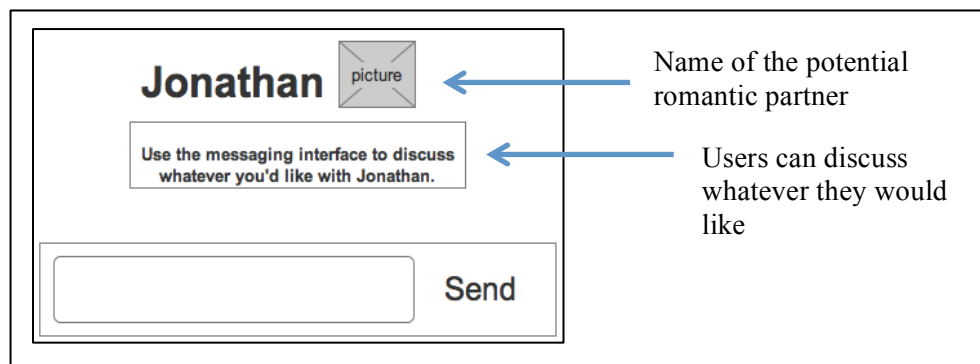 Jonathan picture
Use the messaging interface to discuss
whatever you'd like with Jonathan.
Send
Name of the potential
romantic partner
Users can discuss
whatever they would
like